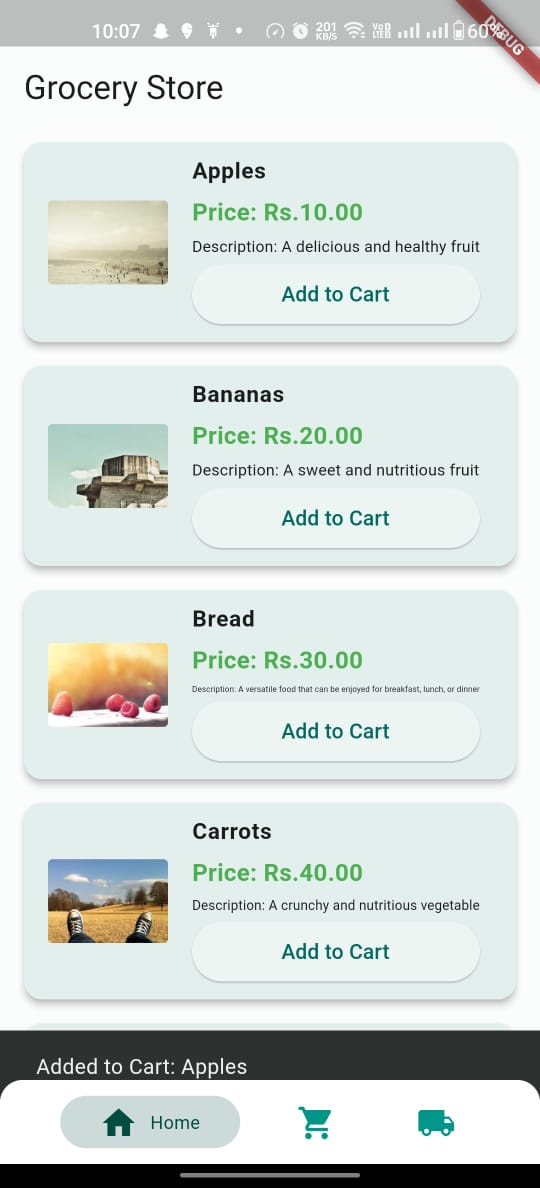 10:07 201 KB/S VoD LTED 60%
DEBUG
Grocery Store
Apples
Price: Rs.10.00
Description: A delicious and healthy fruit
Add to Cart
Bananas
Price: Rs.20.00
Description: A sweet and nutritious fruit
Add to Cart
Bread
Price: Rs.30.00
Description: A versatile food that can be enjoyed for breakfast, lunch, or dinner
Add to Cart
Carrots
Price: Rs.40.00
Description: A crunchy and nutritious vegetable
Add to Cart
Added to Cart: Apples
Home